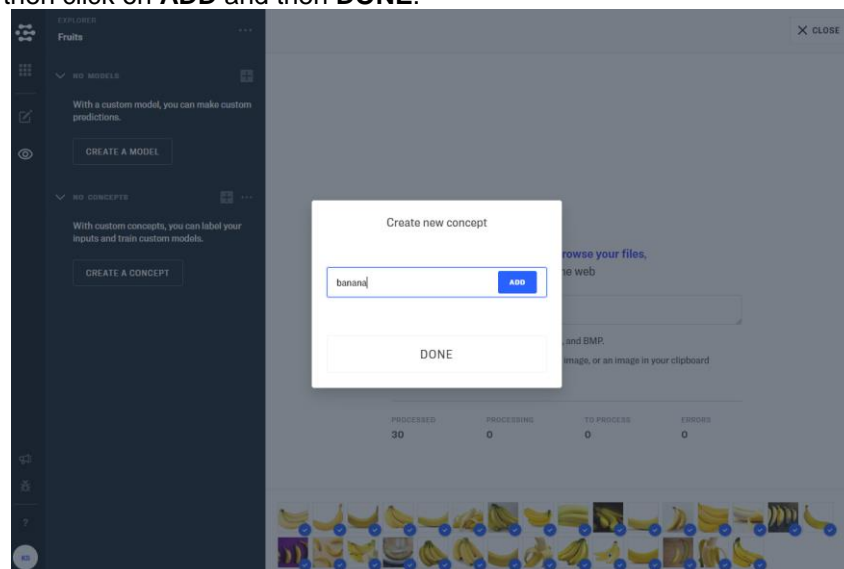 then click on ADD and then DONE.
EXPLORER
Fruits
CLOSE
NO MODELS
With a custom model, you can make custom
predictions.
CREATE A MODEL
NO CONCEPTS
With custom concepts, you can label your
inputs and train custom models.
CREATE A CONCEPT
Create new concept
rowse your files,
ne web
banana
ADD
, and BMP.
DONE
image, or an image in your clipboard
PROCESSED PROCESSING TO PROCESS ERRORS
30 0 0 0
?
KG